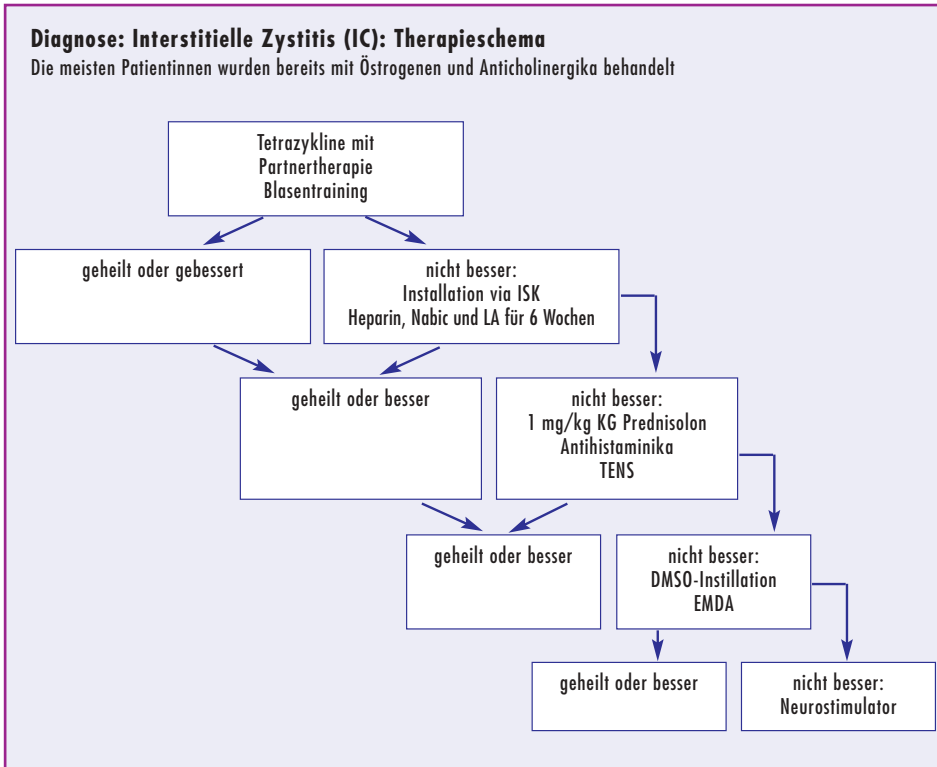 Diagnose: Interstitielle Zystitis (IC): Therapieschema
Die meisten Patientinnen wurden bereits mit Östrogenen und Anticholinergika behandelt
Tetrazykline mit
Partnertherapie
Blasentraining
geheilt oder gebessert
nicht besser:
Installation via ISK
Heparin, Nabic und LA für 6 Wochen
geheilt oder besser
nicht besser:
1 mg/kg KG Prednisolon
Antihistaminika
TENS
geheilt oder besser
nicht besser:
DMSO-Instillation
EMDA
geheilt oder besser
nicht besser:
Neurostimulator